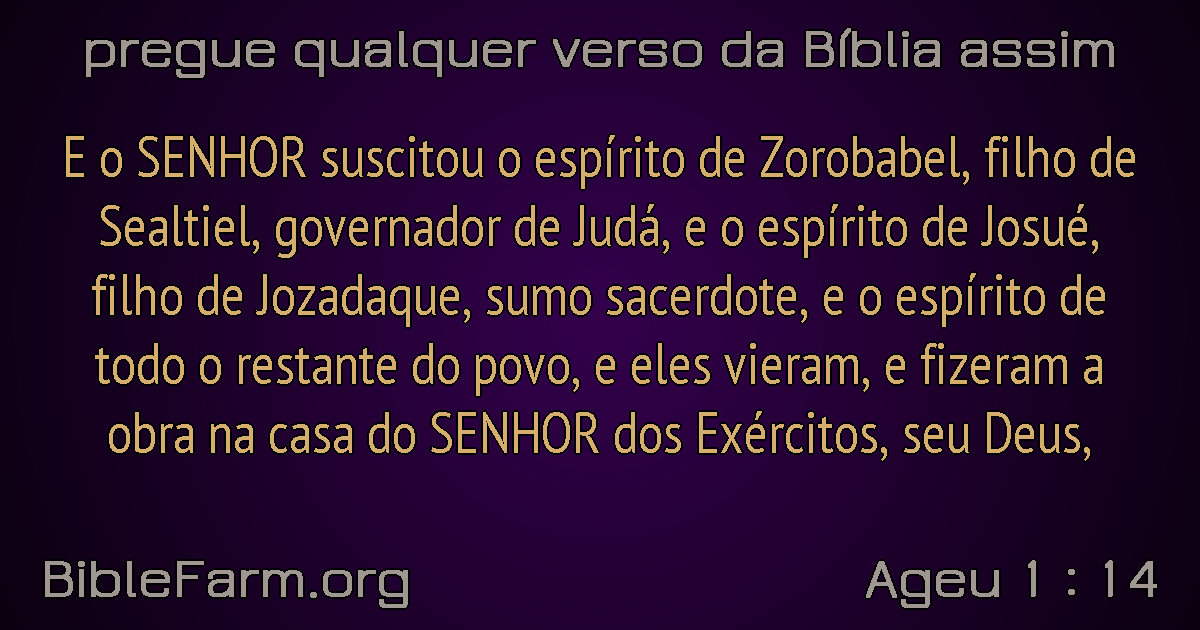 pregue qualquer verso da Bíblia assim
E o SENHOR suscitou o espírito de Zorobabel, filho de
Sealtiel, governador de Judá, e o espírito de Josué,
filho de Jozadaque, sumo sacerdote, e o espírito de
todo o restante do povo, e eles vieram, e fizeram a
obra na casa do SENHOR dos Exércitos, seu Deus,
BibleFarm.org
Ageu 1 : 14